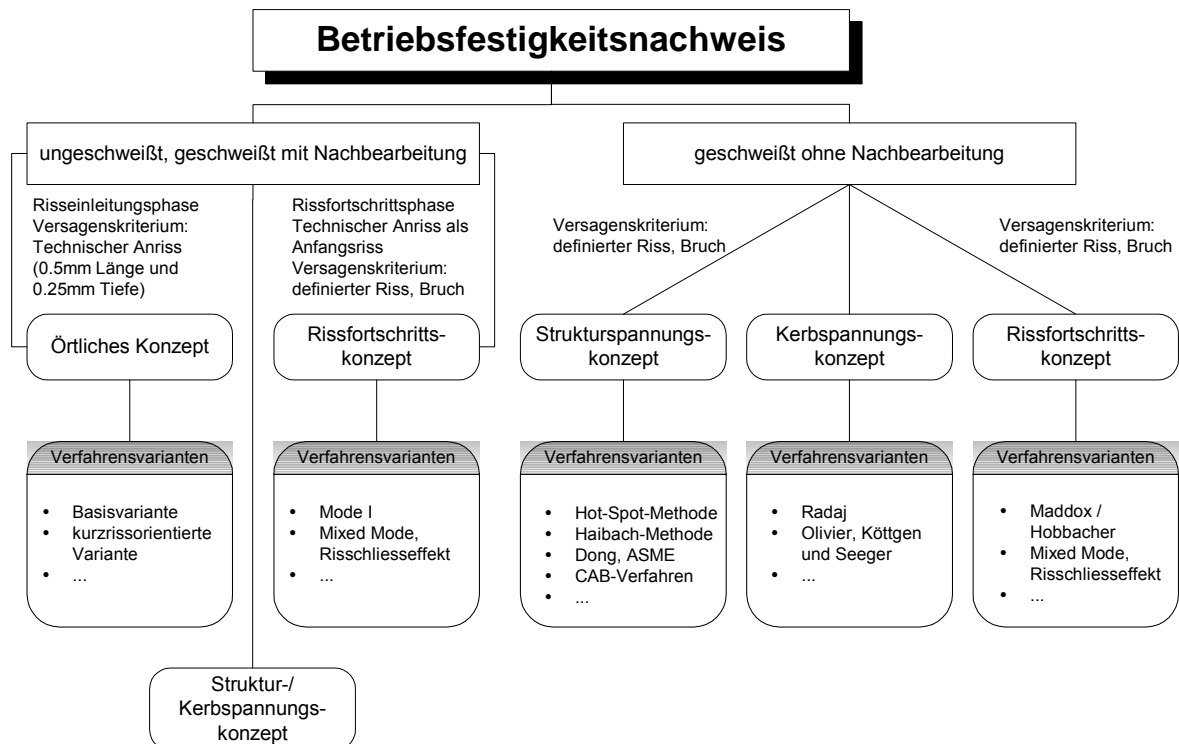 Betriebsfestigkeitsnachweis
ungeschweißt, geschweißt mit Nachbearbeitung
geschweißt ohne Nachbearbeitung
Risseinleitungsphase
Versagenskriterium:
Technischer Anriss
(0.5mm Länge und
0.25mm Tiefe)
Rissfortschrittsphase
Technischer Anriss als
Anfangsriss
Versagenskriterium:
definierter Riss, Bruch
Versagenskriterium:
definierter Riss, Bruch
Versagenskriterium:
definierter Riss, Bruch
Örtliches Konzept
Rissfortschritts-
konzept
Strukturspannungs-
konzept
Kerbspannungs-
konzept
Rissfortschritts-
konzept
Verfahrensvarianten
• Basisvariante
• kurzrissorientierte
Variante
• ...
Verfahrensvarianten
• Mode I
• Mixed Mode,
Risschliesseffekt
• ...
Verfahrensvarianten
• Hot-Spot-Methode
• Haibach-Methode
• Dong, ASME
• CAB-Verfahren
• ...
Verfahrensvarianten
• Radaj
• Olivier, Köttgen
und Seeger
• ...
Verfahrensvarianten
• Maddox /
Hobbacher
• Mixed Mode,
Risschliesseffekt
• ...
Struktur-/
Kerbspannungs-
konzept